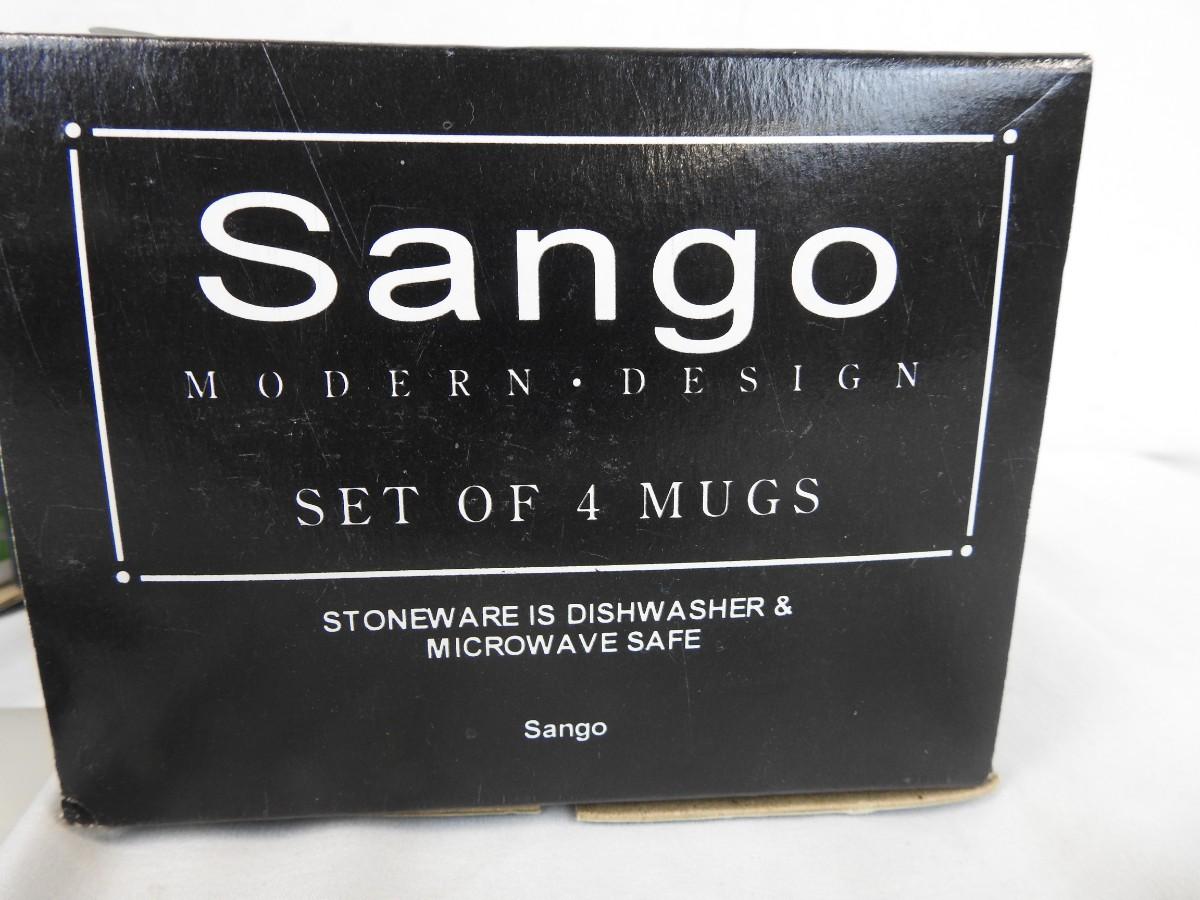 Sango
MODERN • DESIGN
SET OF 4 MUGS
STONEWARE IS DISHWASHER &
MICROWAVE SAFE
Sango